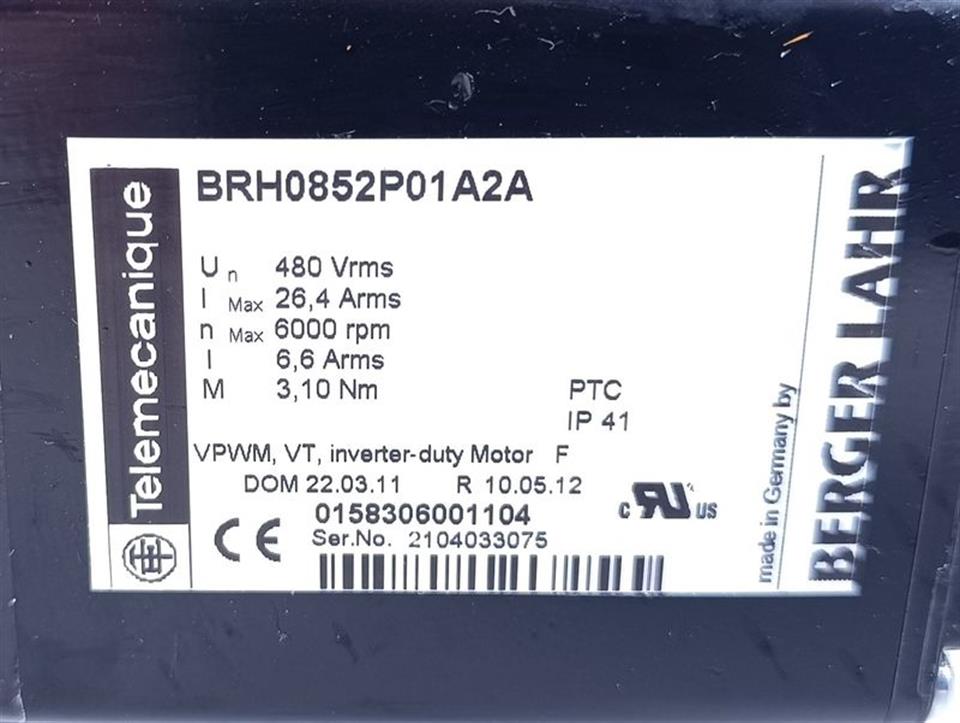 Telemecanique
BRH0852P01A2A
U n 480 Vrms
I Max 26,4 Arms
n Max 6000 rpm
I 6,6 Arms
M 3,10 Nm PTC
IP 41
VPWM, VT, inverter-duty Motor F
DOM 22.03.11 R 10.05.12
0158306001104
Ser.No. 2104033075
CE
c RU US
TE
made in Germany by
BERGER LAHR